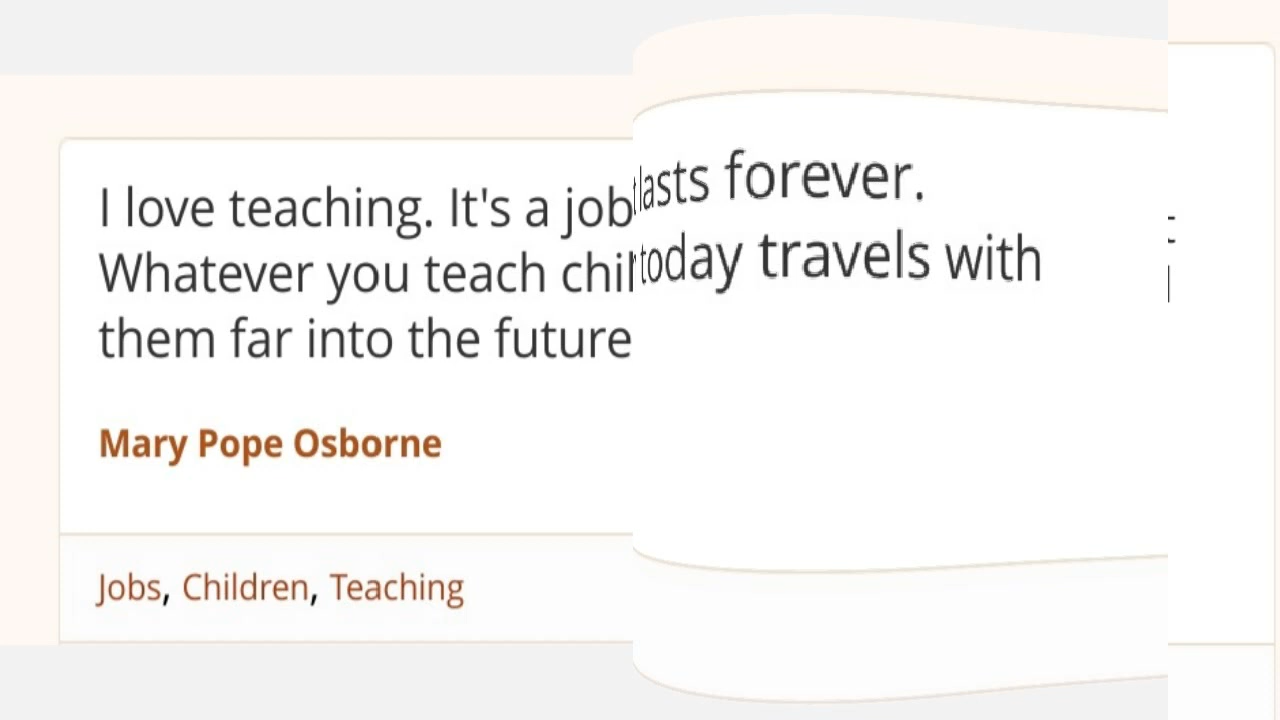 I love teaching. It's a job lasts forever.
Whatever you teach chil today travels with
them far into the future
Mary Pope Osborne
Jobs, Children, Teaching